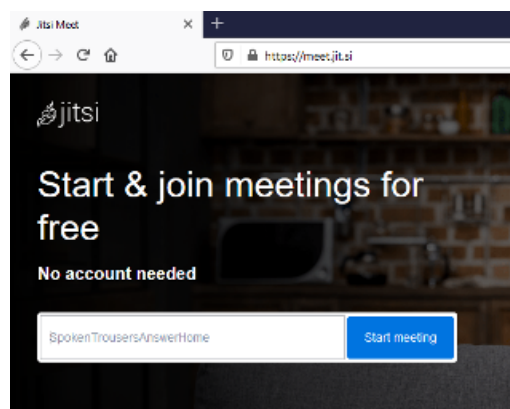 Jitsi Meet
https://meet.jit.si
jitsi
Start & join meetings for
free
No account needed
SpokenTrousersAnswerHome
Start meeting